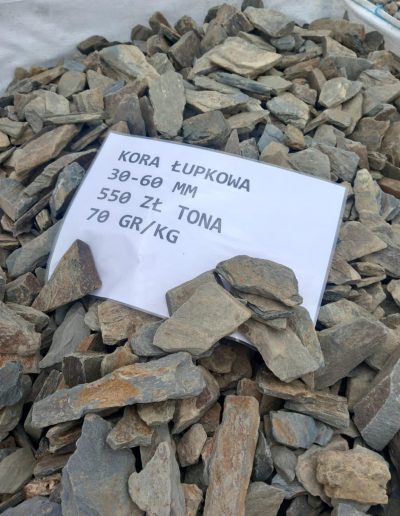 KORA ŁUPKOWA
30-60 MM
550 ZŁ TONA
70 GR/KG